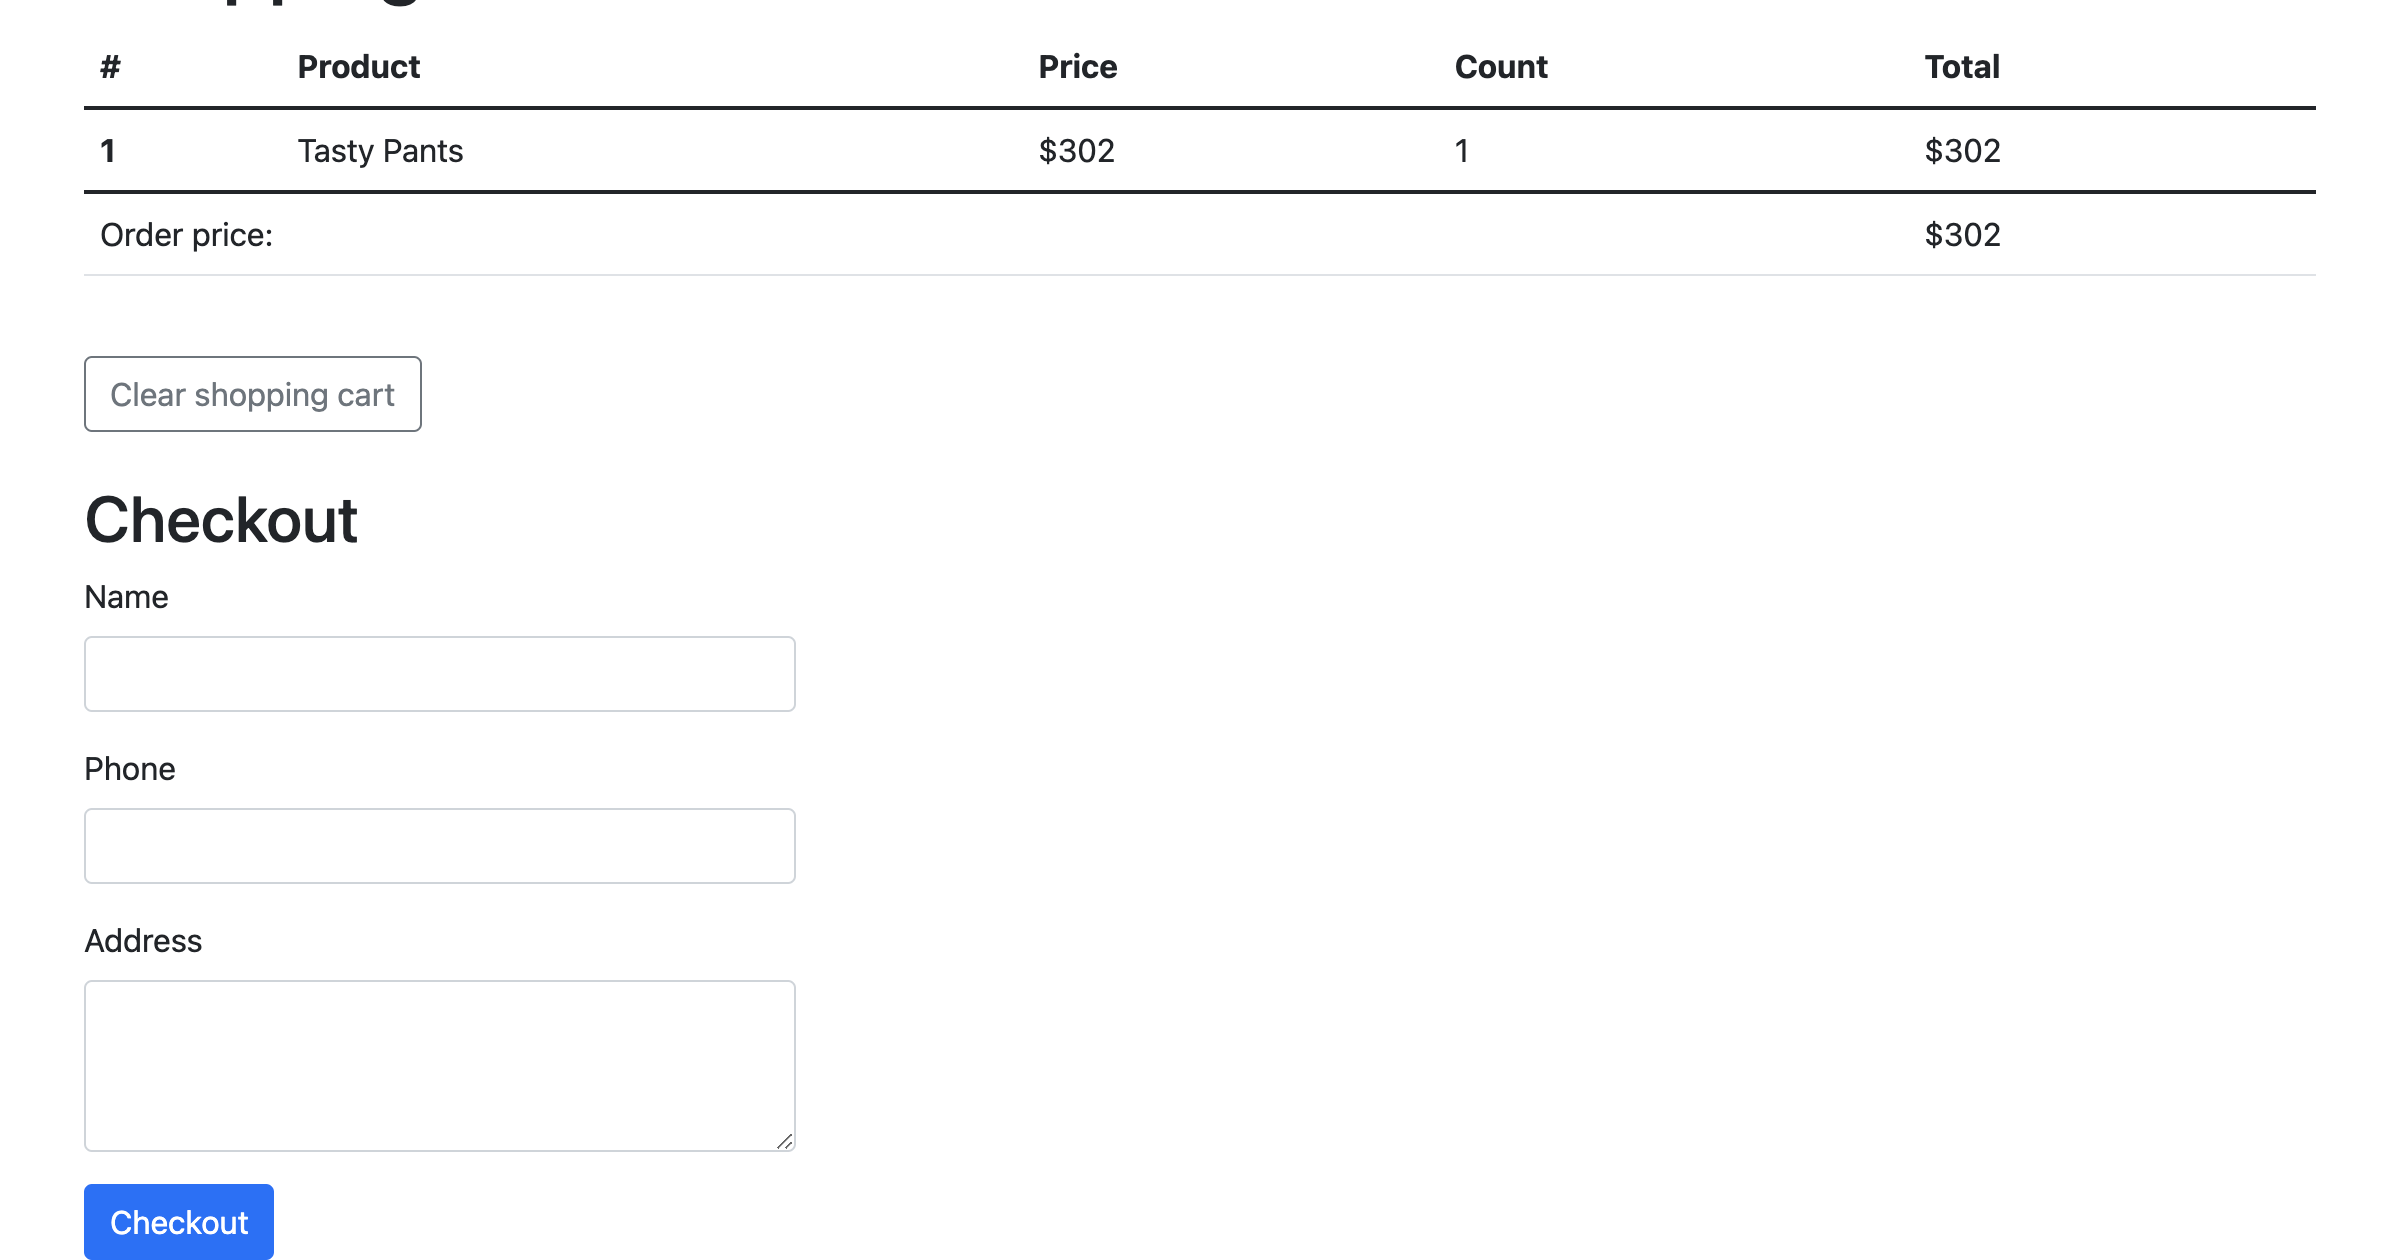 # Product Price Count Total
1 Tasty Pants $302 1 $302
Order price: $302
Clear shopping cart
Checkout
Name
Phone
Address
Checkout